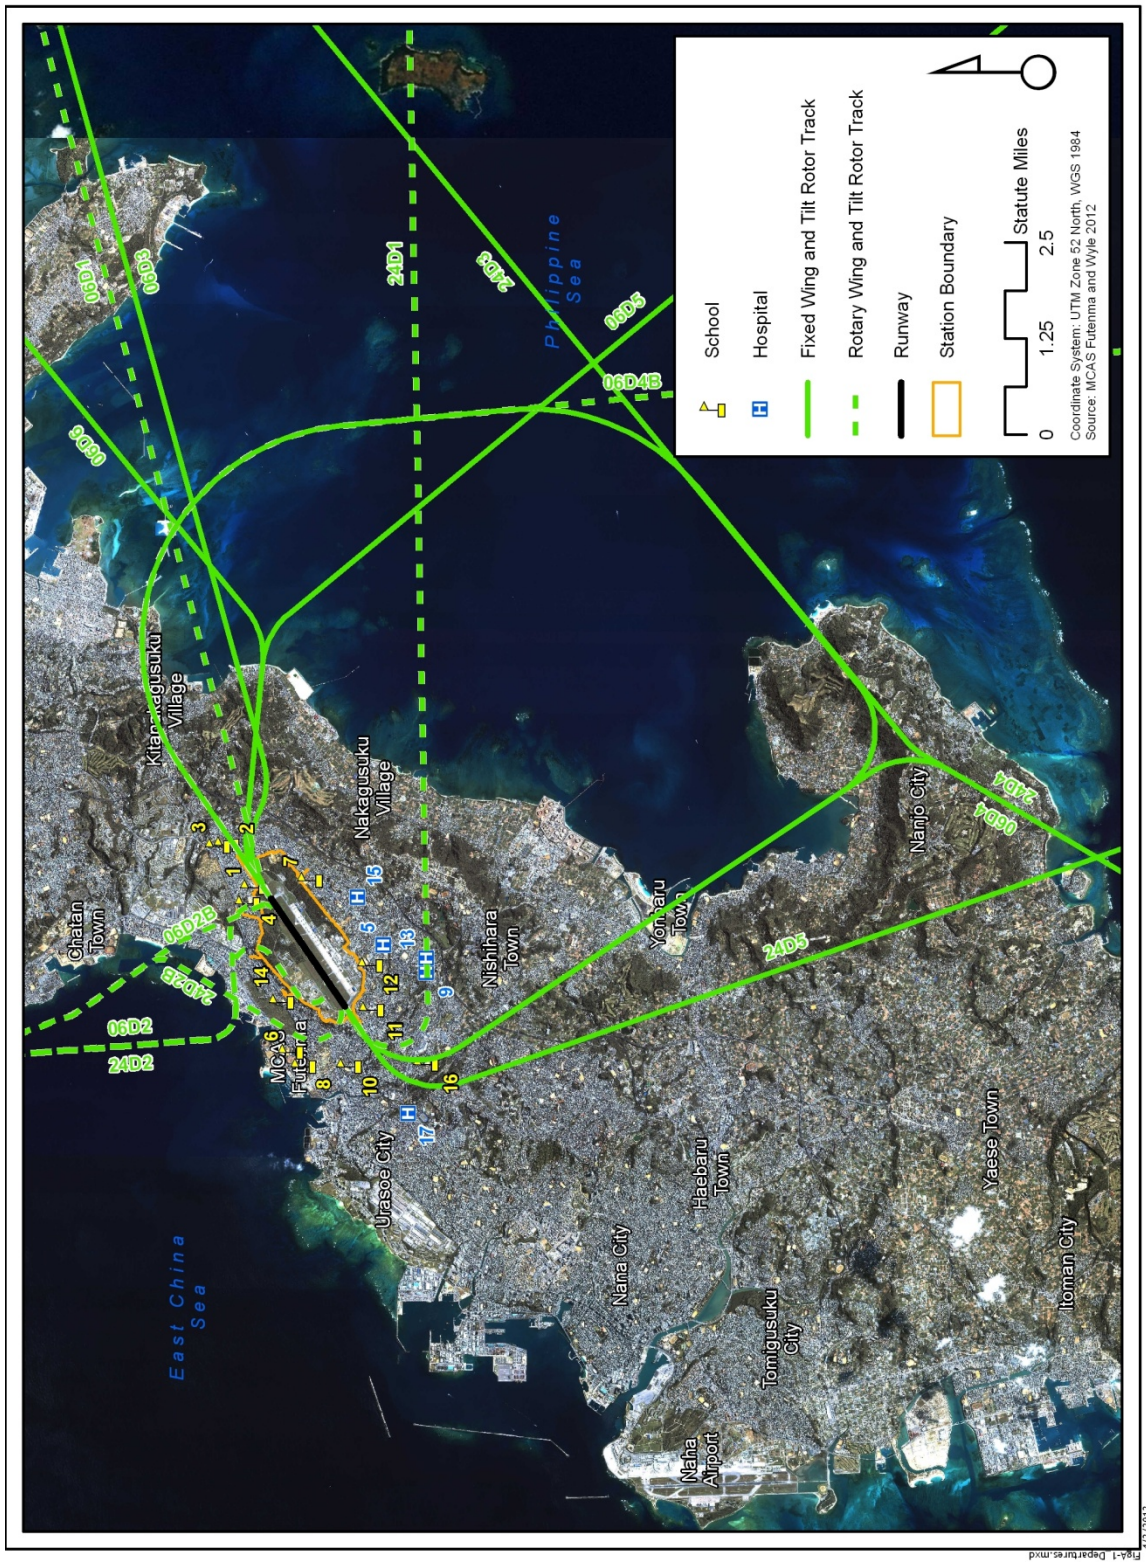 06D1
06D3
06D6
24D1
24D3
06D5
06D4B
Philippine
Sea
Kitanakagusuku
Village
Nakagusuku
Village
Chatan
Town
06D2B
24D2B
06D2
24D2
1
2
3
4
5
6
7
8
9
10
11
12
13
14
15
16
17
H
H
HH
H
MCAS
Futenma
Nishihara
Town
Yonbaru
Town
Nanjo City
24D4
06D4
24D5
Urasoe City
Haebaru
Town
Nana City
Yaese Town
Itoman City
Tomigusuku
City
Naha
Airport
East China
Sea
School
H Hospital
Fixed Wing and Tilt Rotor Track
Rotary Wing and Tilt Rotor Track
Runway
Station Boundary
Statute Miles
0 1.25 2.5
Coordinate System: UTM Zone 52 North, WGS 1984
Source: MCAS Futenma and Wyle 2012
FigA-1_Departures.mxd